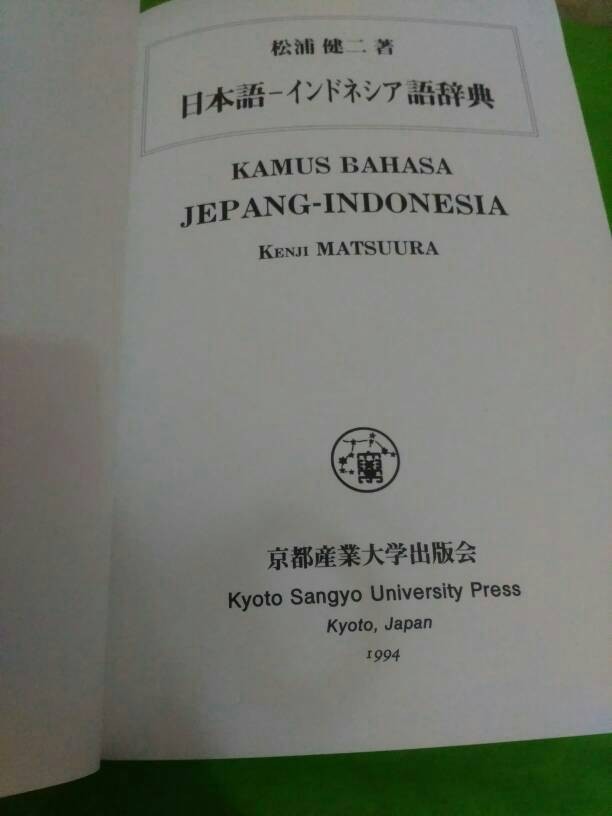 松浦 健二 著
日本語－インドネシア語辞典
KAMUS BAHASA
JEPANG-INDONESIA
KENJI MATSUURA
京都産業大学出版会
Kyoto Sangyo University Press
Kyoto, Japan
1994